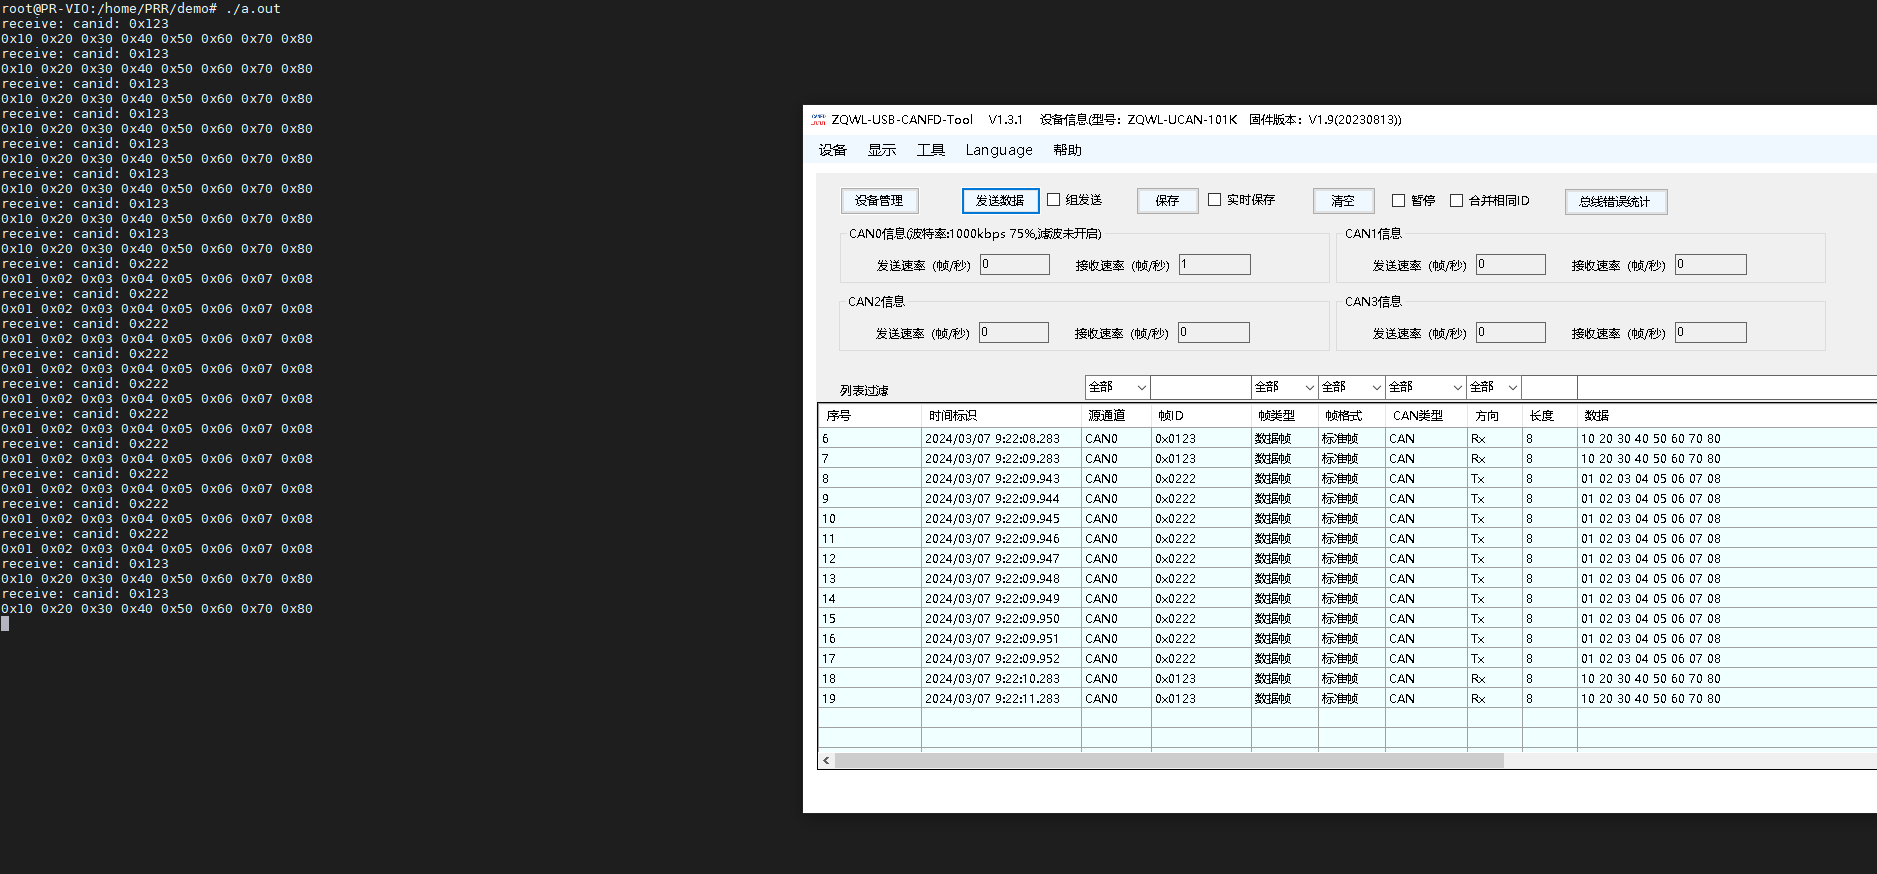 root@PR-VIO:/home/PRR/demo# ./a.out
receive: canid: 0x123
0x10 0x20 0x30 0x40 0x50 0x60 0x70 0x80
receive: canid: 0x123
0x10 0x20 0x30 0x40 0x50 0x60 0x70 0x80
receive: canid: 0x123
0x10 0x20 0x30 0x40 0x50 0x60 0x70 0x80
receive: canid: 0x123
0x10 0x20 0x30 0x40 0x50 0x60 0x70 0x80
receive: canid: 0x123
0x10 0x20 0x30 0x40 0x50 0x60 0x70 0x80
receive: canid: 0x123
0x10 0x20 0x30 0x40 0x50 0x60 0x70 0x80
receive: canid: 0x123
0x10 0x20 0x30 0x40 0x50 0x60 0x70 0x80
receive: canid: 0x123
0x10 0x20 0x30 0x40 0x50 0x60 0x70 0x80
receive: canid: 0x222
0x01 0x02 0x03 0x04 0x05 0x06 0x07 0x08
receive: canid: 0x222
0x01 0x02 0x03 0x04 0x05 0x06 0x07 0x08
receive: canid: 0x222
0x01 0x02 0x03 0x04 0x05 0x06 0x07 0x08
receive: canid: 0x222
0x01 0x02 0x03 0x04 0x05 0x06 0x07 0x08
receive: canid: 0x222
0x01 0x02 0x03 0x04 0x05 0x06 0x07 0x08
receive: canid: 0x222
0x01 0x02 0x03 0x04 0x05 0x06 0x07 0x08
receive: canid: 0x222
0x01 0x02 0x03 0x04 0x05 0x06 0x07 0x08
receive: canid: 0x222
0x01 0x02 0x03 0x04 0x05 0x06 0x07 0x08
receive: canid: 0x222
0x01 0x02 0x03 0x04 0x05 0x06 0x07 0x08
receive: canid: 0x222
0x01 0x02 0x03 0x04 0x05 0x06 0x07 0x08
receive: canid: 0x123
0x10 0x20 0x30 0x40 0x50 0x60 0x70 0x80
receive: canid: 0x123
0x10 0x20 0x30 0x40 0x50 0x60 0x70 0x80
ZQWL-USB-CANFD-Tool V1.3.1 设备信息(型号：ZQWL-UCAN-101K 固件版本：V1.9(20230813))
设备 显示 工具 Language 帮助
设备管理 发送数据 组发送 保存 实时保存 清空 暂停 合并相同ID 总线错误统计
CAN0信息(波特率:1000kbps 75%,滤波未开启) CAN1信息
发送速率（帧/秒） 0 接收速率（帧/秒） 1 发送速率（帧/秒） 0 接收速率（帧/秒） 0
CAN2信息 CAN3信息
发送速率（帧/秒） 0 接收速率（帧/秒） 0 发送速率（帧/秒） 0 接收速率（帧/秒） 0
列表过滤 全部 全部 全部 全部 全部
序号 时间标识 源通道 帧ID 帧类型 帧格式 CAN类型 方向 长度 数据
6 2024/03/07 9:22:08.283 CAN0 0x0123 数据帧 标准帧 CAN Rx 8 10 20 30 40 50 60 70 80
7 2024/03/07 9:22:09.283 CAN0 0x0123 数据帧 标准帧 CAN Rx 8 10 20 30 40 50 60 70 80
8 2024/03/07 9:22:09.943 CAN0 0x0222 数据帧 标准帧 CAN Tx 8 01 02 03 04 05 06 07 08
9 2024/03/07 9:22:09.944 CAN0 0x0222 数据帧 标准帧 CAN Tx 8 01 02 03 04 05 06 07 08
10 2024/03/07 9:22:09.945 CAN0 0x0222 数据帧 标准帧 CAN Tx 8 01 02 03 04 05 06 07 08
11 2024/03/07 9:22:09.946 CAN0 0x0222 数据帧 标准帧 CAN Tx 8 01 02 03 04 05 06 07 08
12 2024/03/07 9:22:09.947 CAN0 0x0222 数据帧 标准帧 CAN Tx 8 01 02 03 04 05 06 07 08
13 2024/03/07 9:22:09.948 CAN0 0x0222 数据帧 标准帧 CAN Tx 8 01 02 03 04 05 06 07 08
14 2024/03/07 9:22:09.949 CAN0 0x0222 数据帧 标准帧 CAN Tx 8 01 02 03 04 05 06 07 08
15 2024/03/07 9:22:09.950 CAN0 0x0222 数据帧 标准帧 CAN Tx 8 01 02 03 04 05 06 07 08
16 2024/03/07 9:22:09.951 CAN0 0x0222 数据帧 标准帧 CAN Tx 8 01 02 03 04 05 06 07 08
17 2024/03/07 9:22:09.952 CAN0 0x0222 数据帧 标准帧 CAN Tx 8 01 02 03 04 05 06 07 08
18 2024/03/07 9:22:10.283 CAN0 0x0123 数据帧 标准帧 CAN Rx 8 10 20 30 40 50 60 70 80
19 2024/03/07 9:22:11.283 CAN0 0x0123 数据帧 标准帧 CAN Rx 8 10 20 30 40 50 60 70 80